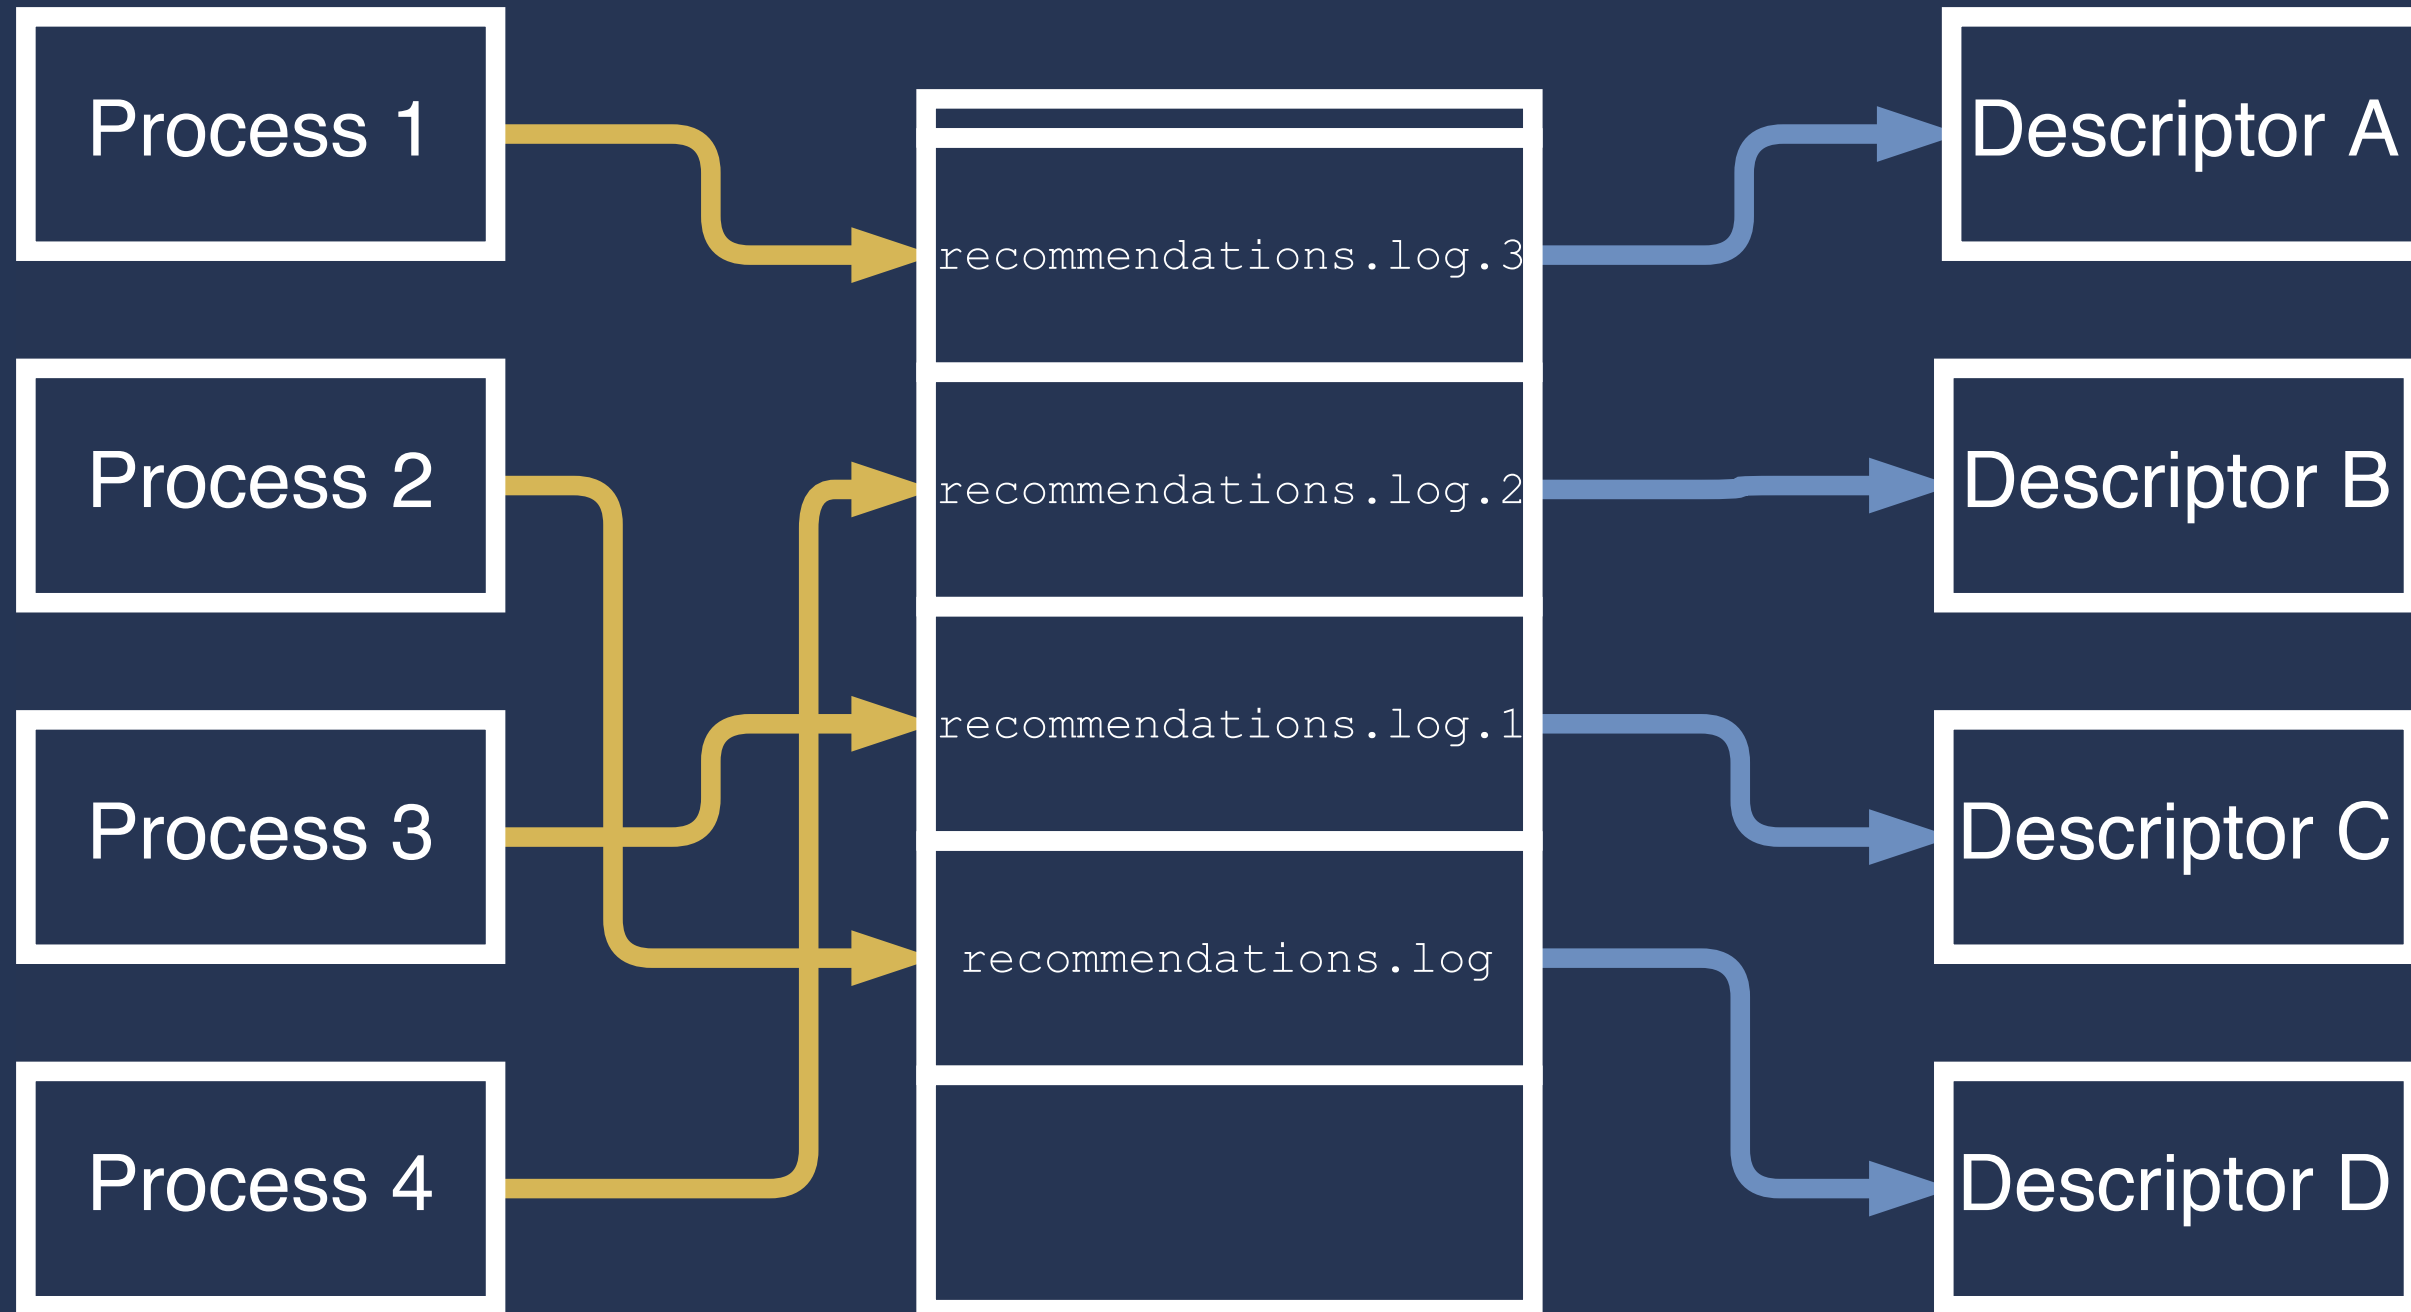 Process 1
Process 2
Process 3
Process 4
recommendations.log.3
recommendations.log.2
recommendations.log.1
recommendations.log
Descriptor A
Descriptor B
Descriptor C
Descriptor D